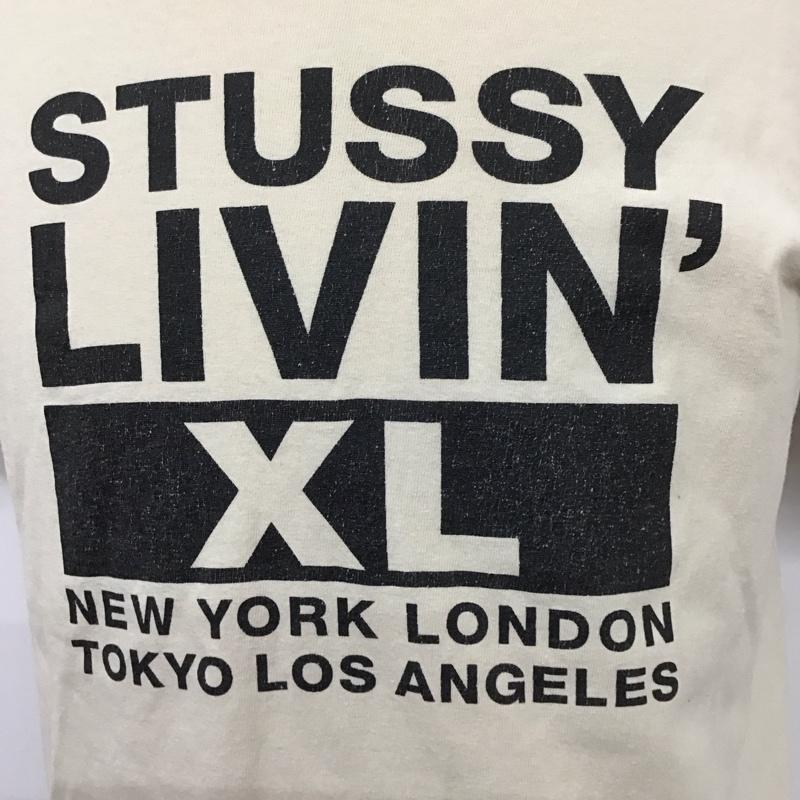 STUSSY
LIVIN'
XL
NEW YORK LONDON
TOKYO LOS ANGELES